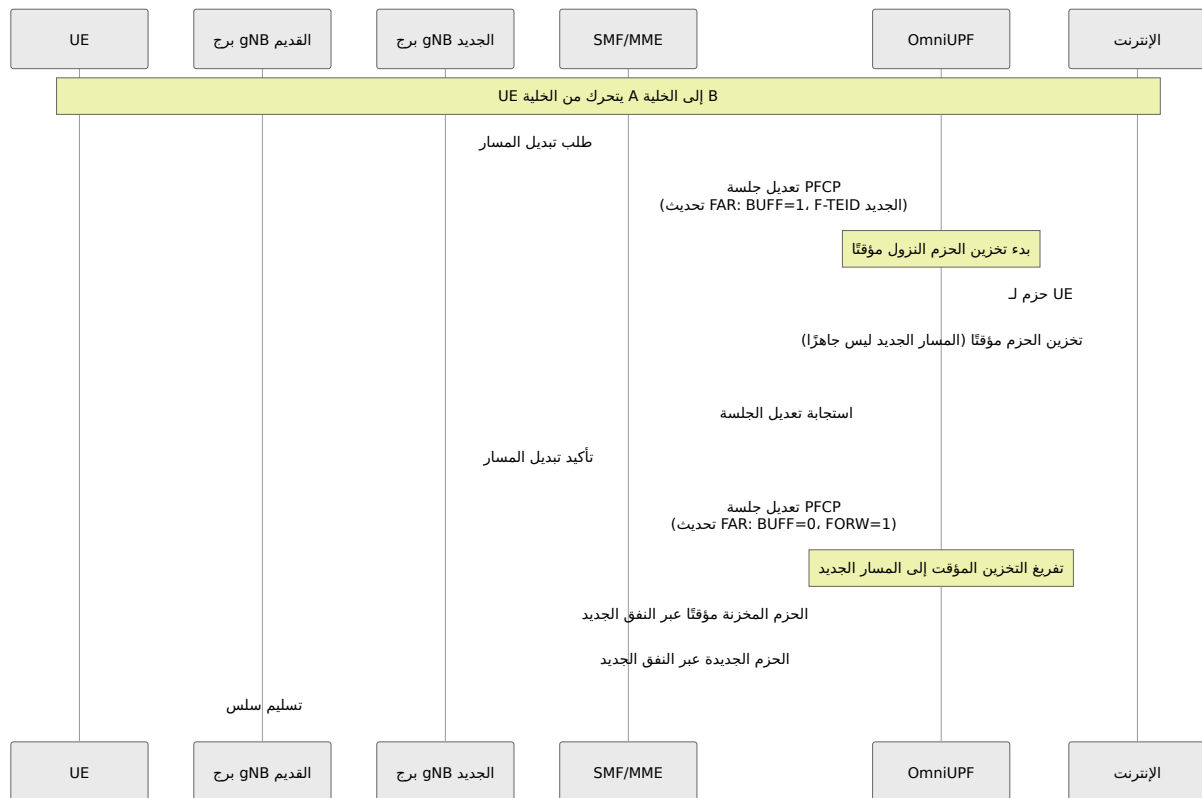 UE
برج gNB القديم
برج gNB الجديد
SMF/MME
OmniUPF
الإنترنت
UE يتحرك من الخلية A إلى الخلية B
طلب تبديل المسار
تعديل جلسة PFCP
(تحديث FAR: BUFF=1، F-TEID الجديد)
بدء تخزين الحزم النزول مؤقتًا
حزم لـ UE
تخزين الحزم مؤقتًا (المسار الجديد ليس جاهزًا)
استجابة تعديل الجلسة
تأكيد تبديل المسار
تعديل جلسة PFCP
(تحديث FAR: BUFF=0، FORW=1)
تفريغ التخزين المؤقت إلى المسار الجديد
الحزم المخزنة مؤقتًا عبر النفق الجديد
الحزم الجديدة عبر النفق الجديد
تسليم سلس
UE
برج gNB القديم
برج gNB الجديد
SMF/MME
OmniUPF
الإنترنت